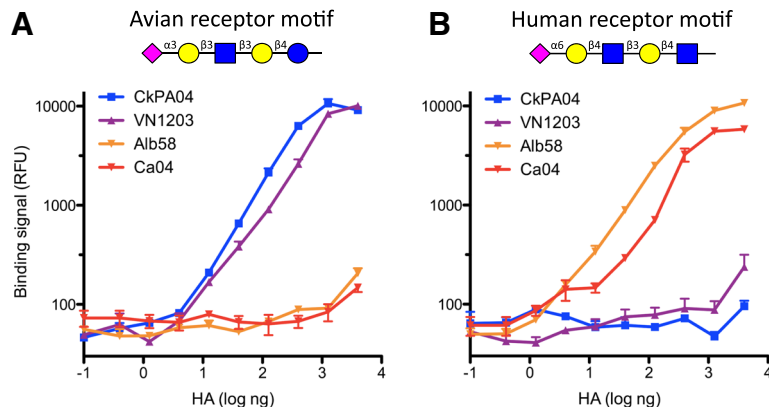 A
Avian receptor motif
α3 β3 β3 β4
CkPA04
VN1203
Alb58
Ca04
10000
1000
100
Binding signal (RFU)
-1 0 1 2 3 4
HA (log ng)
B
Human receptor motif
α6 β4 β3 β4
CkPA04
VN1203
Alb58
Ca04
10000
1000
100
-1 0 1 2 3 4
HA (log ng)